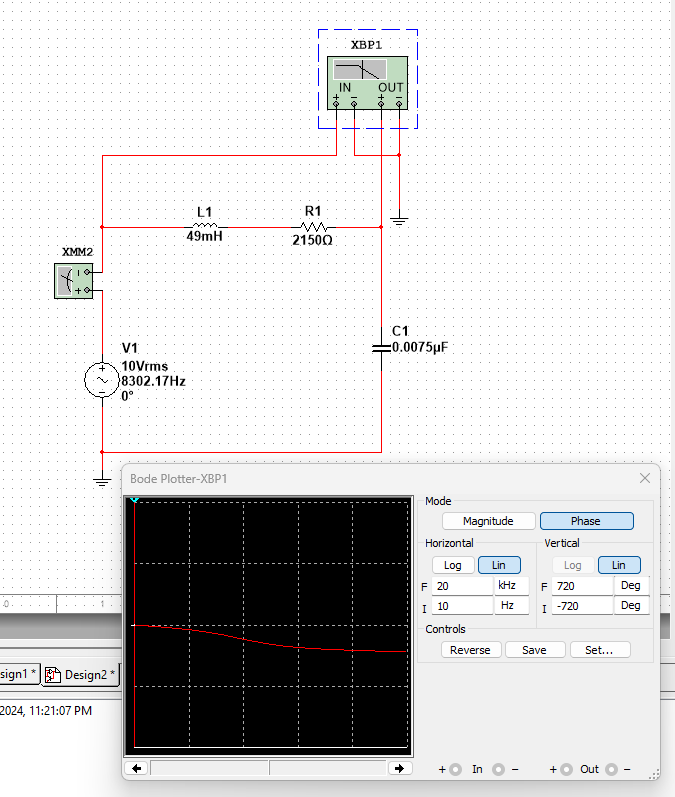 XBP1
IN OUT
+ − + −
L1
49mH
R1
2150Ω
XMM2
C1
0.0075µF
V1
10Vrms
8302.17Hz
0°
Bode Plotter-XBP1
Mode
Magnitude Phase
Horizontal Vertical
Log Lin Log Lin
F 20 kHz F 720 Deg
I 10 Hz I -720 Deg
Controls
Reverse Save Set...
+ In − + Out −
0 1
sign1 * Design2 *
2024, 11:21:07 PM